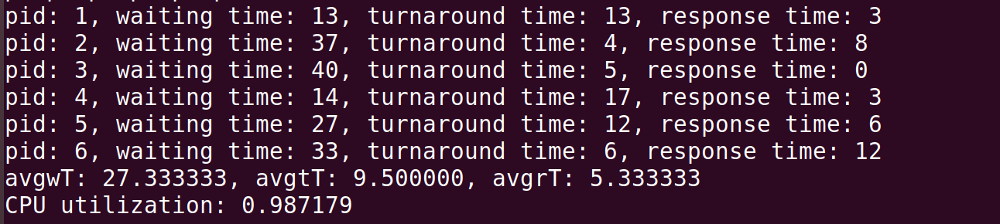 pid: 1, waiting time: 13, turnaround time: 13, response time: 3
pid: 2, waiting time: 37, turnaround time: 4, response time: 8
pid: 3, waiting time: 40, turnaround time: 5, response time: 0
pid: 4, waiting time: 14, turnaround time: 17, response time: 3
pid: 5, waiting time: 27, turnaround time: 12, response time: 6
pid: 6, waiting time: 33, turnaround time: 6, response time: 12
avgwT: 27.333333, avgtT: 9.500000, avgrT: 5.333333
CPU utilization: 0.987179